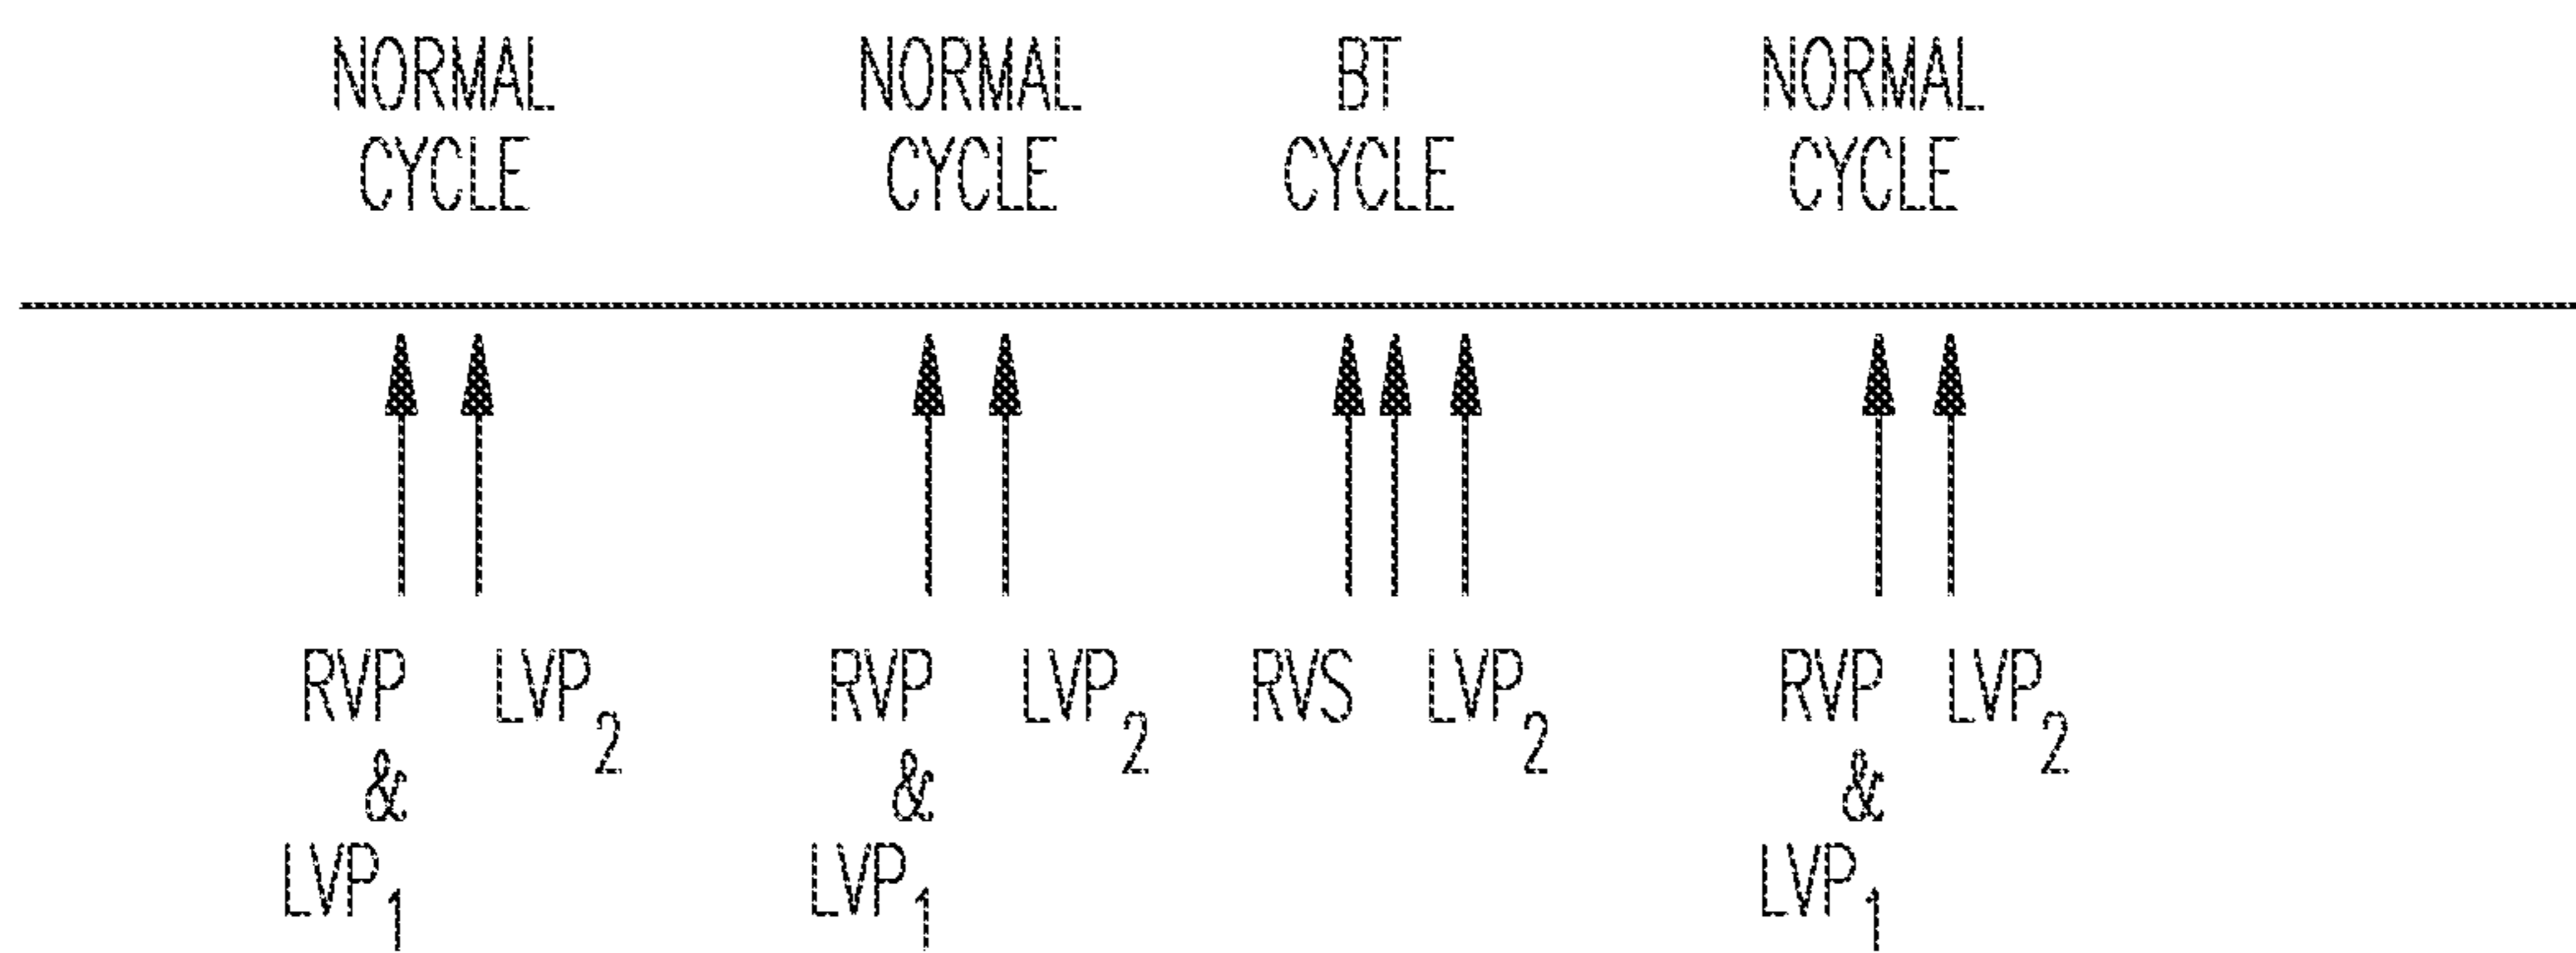 NORMAL NORMAL BT NORMAL
CYCLE CYCLE CYCLE CYCLE
RVP LVP2 RVP LVP2 RVS LVP2 RVP LVP2
& & &
LVP1 LVP1 LVP1